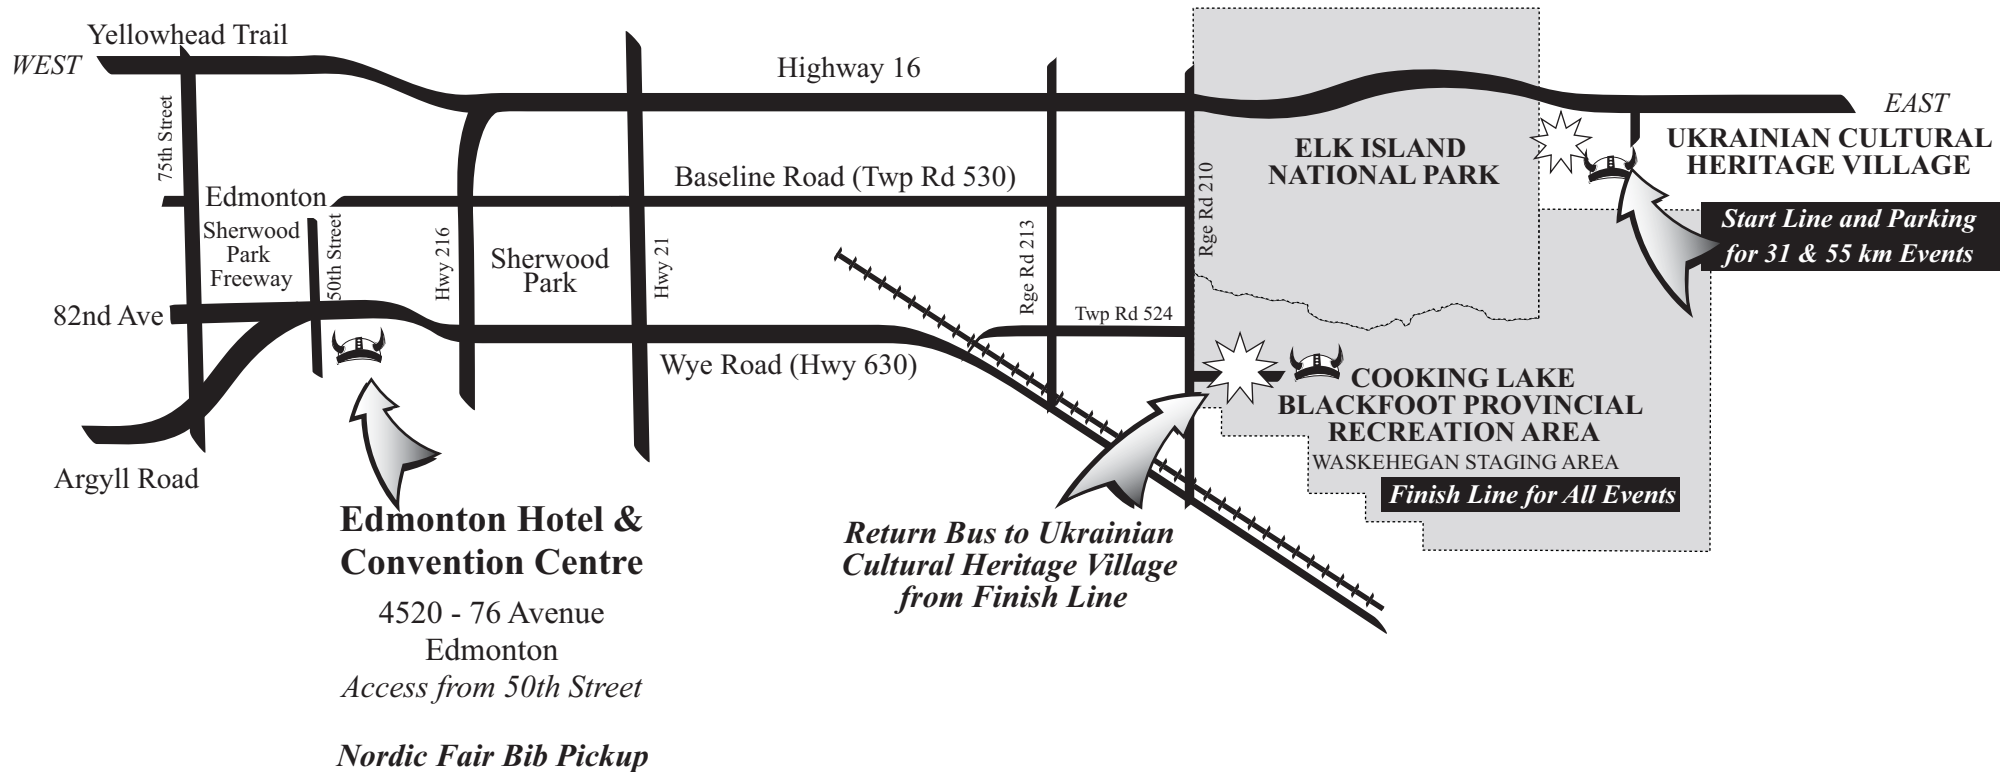 Yellowhead Trail
WEST
Highway 16
EAST
75th Street
UKRAINIAN CULTURAL
HERITAGE VILLAGE
ELK ISLAND
NATIONAL PARK
Baseline Road (Twp Rd 530)
Edmonton
Rge Rd 210
Start Line and Parking
for 31 & 55 km Events
Sherwood
Park
Freeway
50th Street
Hwy 216
Sherwood
Park
Hwy 21
Rge Rd 213
82nd Ave
Twp Rd 524
Wye Road (Hwy 630)
COOKING LAKE
BLACKFOOT PROVINCIAL
RECREATION AREA
WASKEHEGAN STAGING AREA
Finish Line for All Events
Argyll Road
Edmonton Hotel &
Convention Centre
4520 - 76 Avenue
Edmonton
Access from 50th Street
Nordic Fair Bib Pickup
Return Bus to Ukrainian
Cultural Heritage Village
from Finish Line